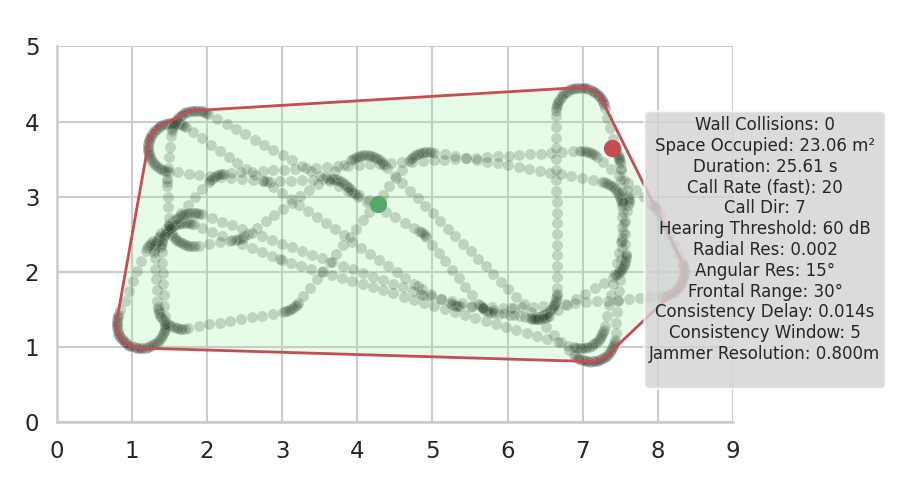 5
4
3
2
1
0
0 1 2 3 4 5 6 7 8 9
Wall Collisions: 0
Space Occupied: 23.06 m²
Duration: 25.61 s
Call Rate (fast): 20
Call Dir: 7
Hearing Threshold: 60 dB
Radial Res: 0.002
Angular Res: 15°
Frontal Range: 30°
Consistency Delay: 0.014s
Consistency Window: 5
Jammer Resolution: 0.800m